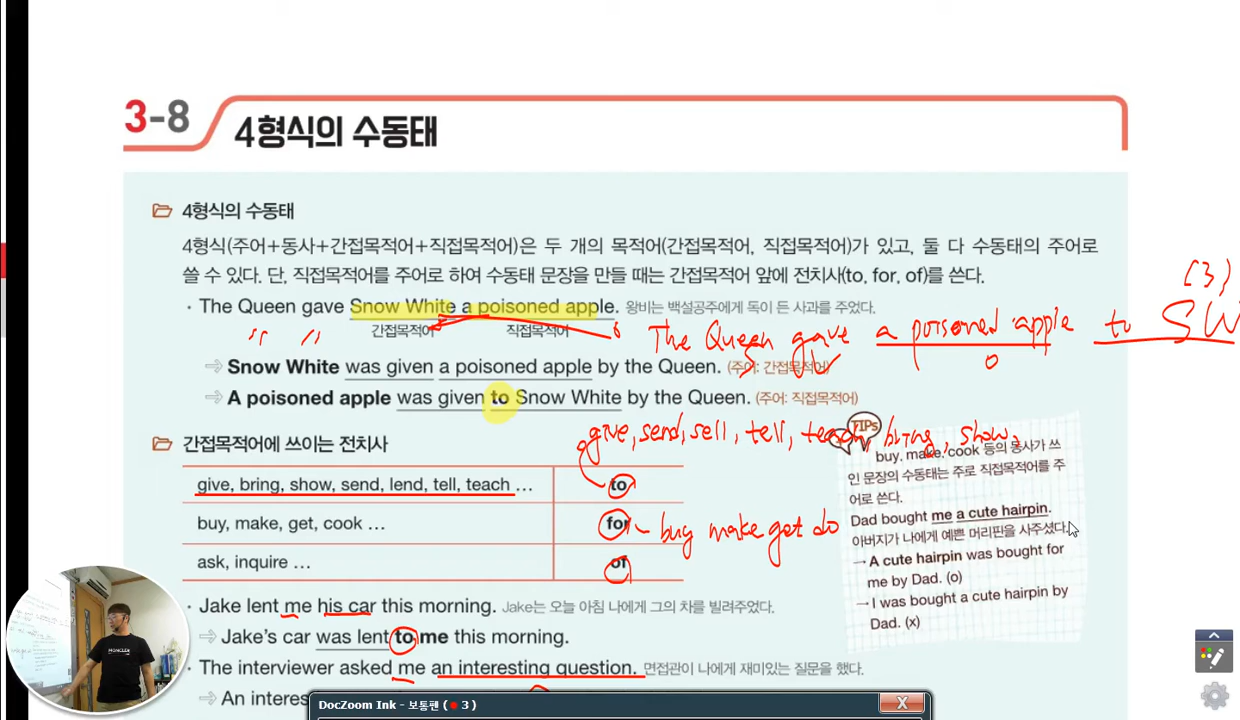 3-8 4형식의 수동태
4형식의 수동태
4형식(주어+동사+간접목적어+직접목적어)은 두 개의 목적어(간접목적어, 직접목적어)가 있고, 둘 다 수동태의 주어로
쓸 수 있다. 단, 직접목적어를 주어로 하여 수동태 문장을 만들 때는 간접목적어 앞에 전치사(to, for, of)를 쓴다.
(3)
· The Queen gave Snow White a poisoned apple. 왕비는 백설공주에게 독이 든 사과를 주었다.
간접목적어 직접목적어
The Queen gave a poisoned apple to SW
S V O
⇨ Snow White was given a poisoned apple by the Queen. (주어: 간접목적어)
⇨ A poisoned apple was given to Snow White by the Queen. (주어: 직접목적어)
간접목적어에 쓰이는 전치사
give, send, sell, tell, teach, bring, show,
give, bring, show, send, lend, tell, teach … to
buy, make, get, cook … for
buy make get do
ask, inquire … of
TIPs
buy, make, cook 등의 동사가 쓰
인 문장의 수동태는 주로 직접목적어를 주
어로 쓴다.
Dad bought me a cute hairpin.
아버지가 나에게 예쁜 머리핀을 사주셨다.
→ A cute hairpin was bought for
me by Dad. (o)
→ I was bought a cute hairpin by
Dad. (x)
· Jake lent me his car this morning. Jake는 오늘 아침 나에게 그의 차를 빌려주었다.
⇨ Jake's car was lent to me this morning.
· The interviewer asked me an interesting question. 면접관이 나에게 재미있는 질문을 했다.
⇨ An interes
DocZoom Ink - 보통펜 ( 3 )
MONCLER